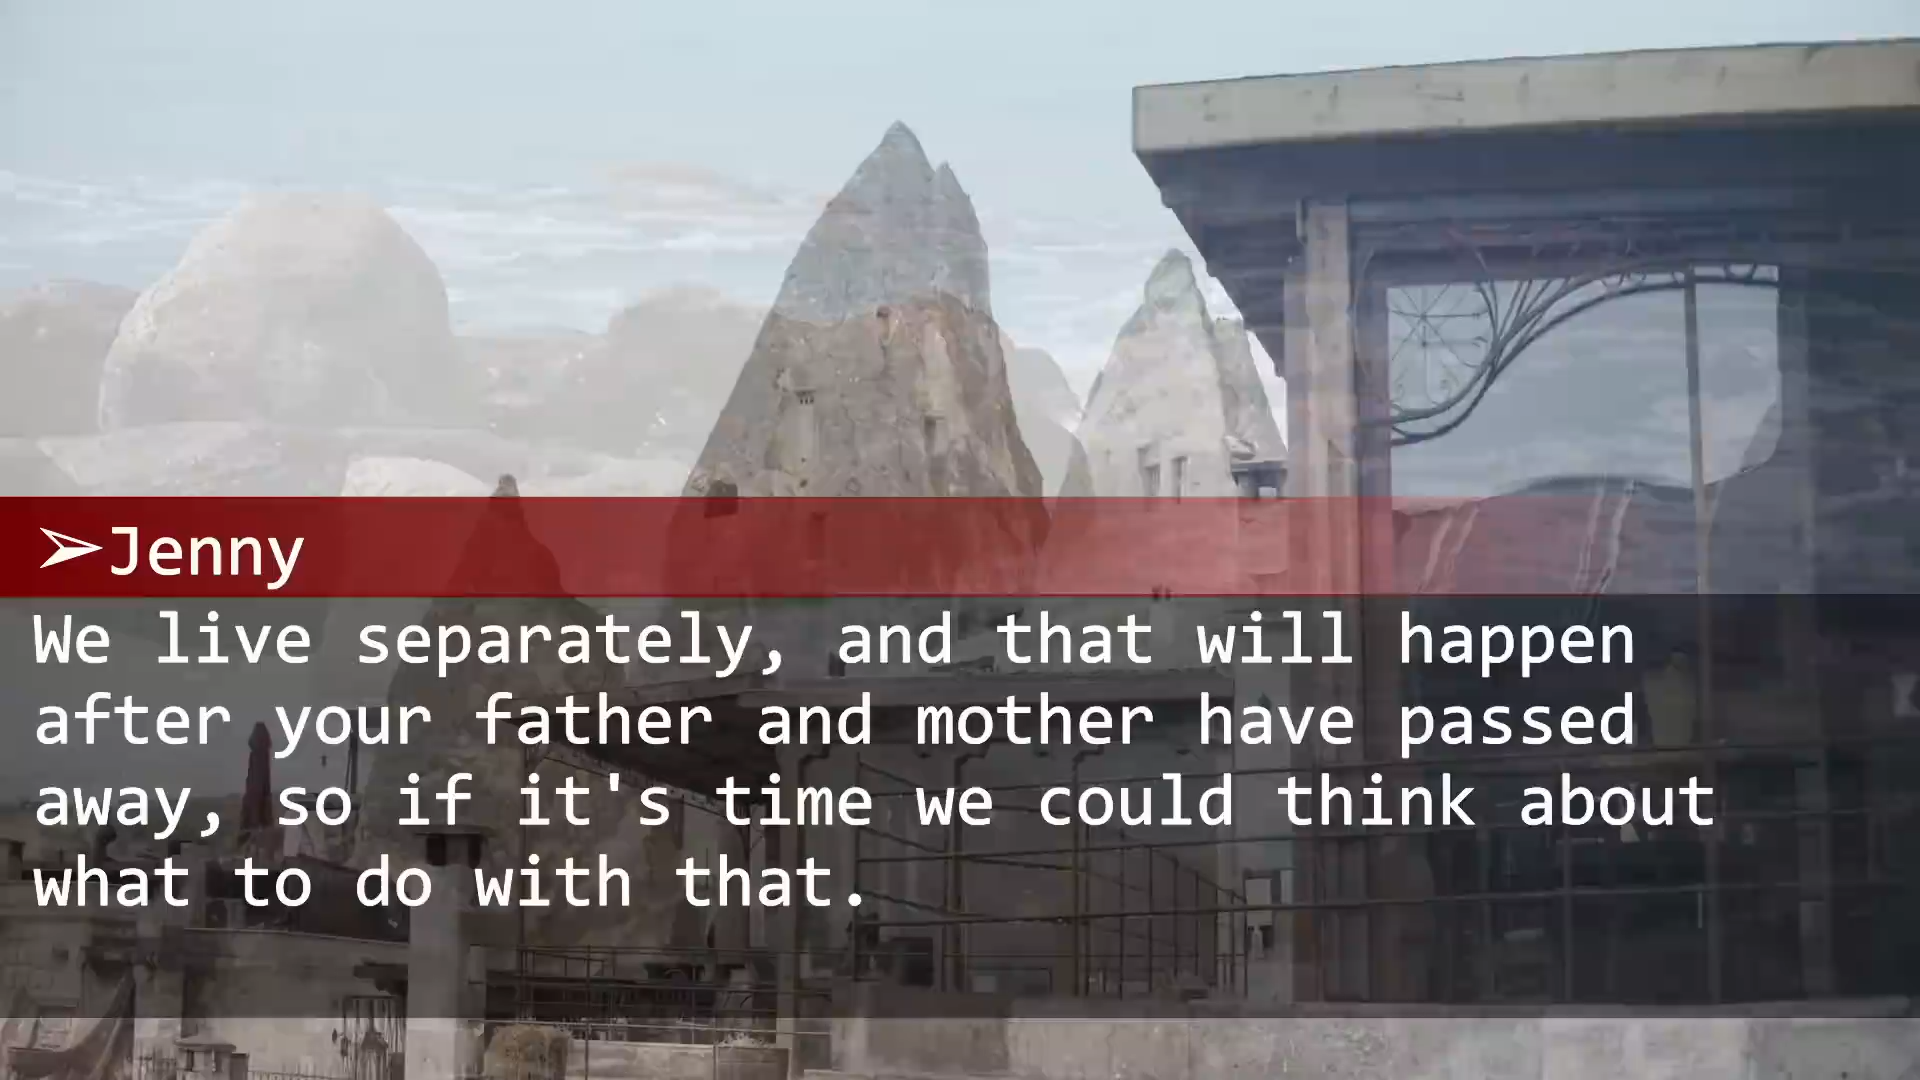 ➢Jenny
We live separately, and that will happen
after your father and mother have passed
away, so if it's time we could think about
what to do with that.